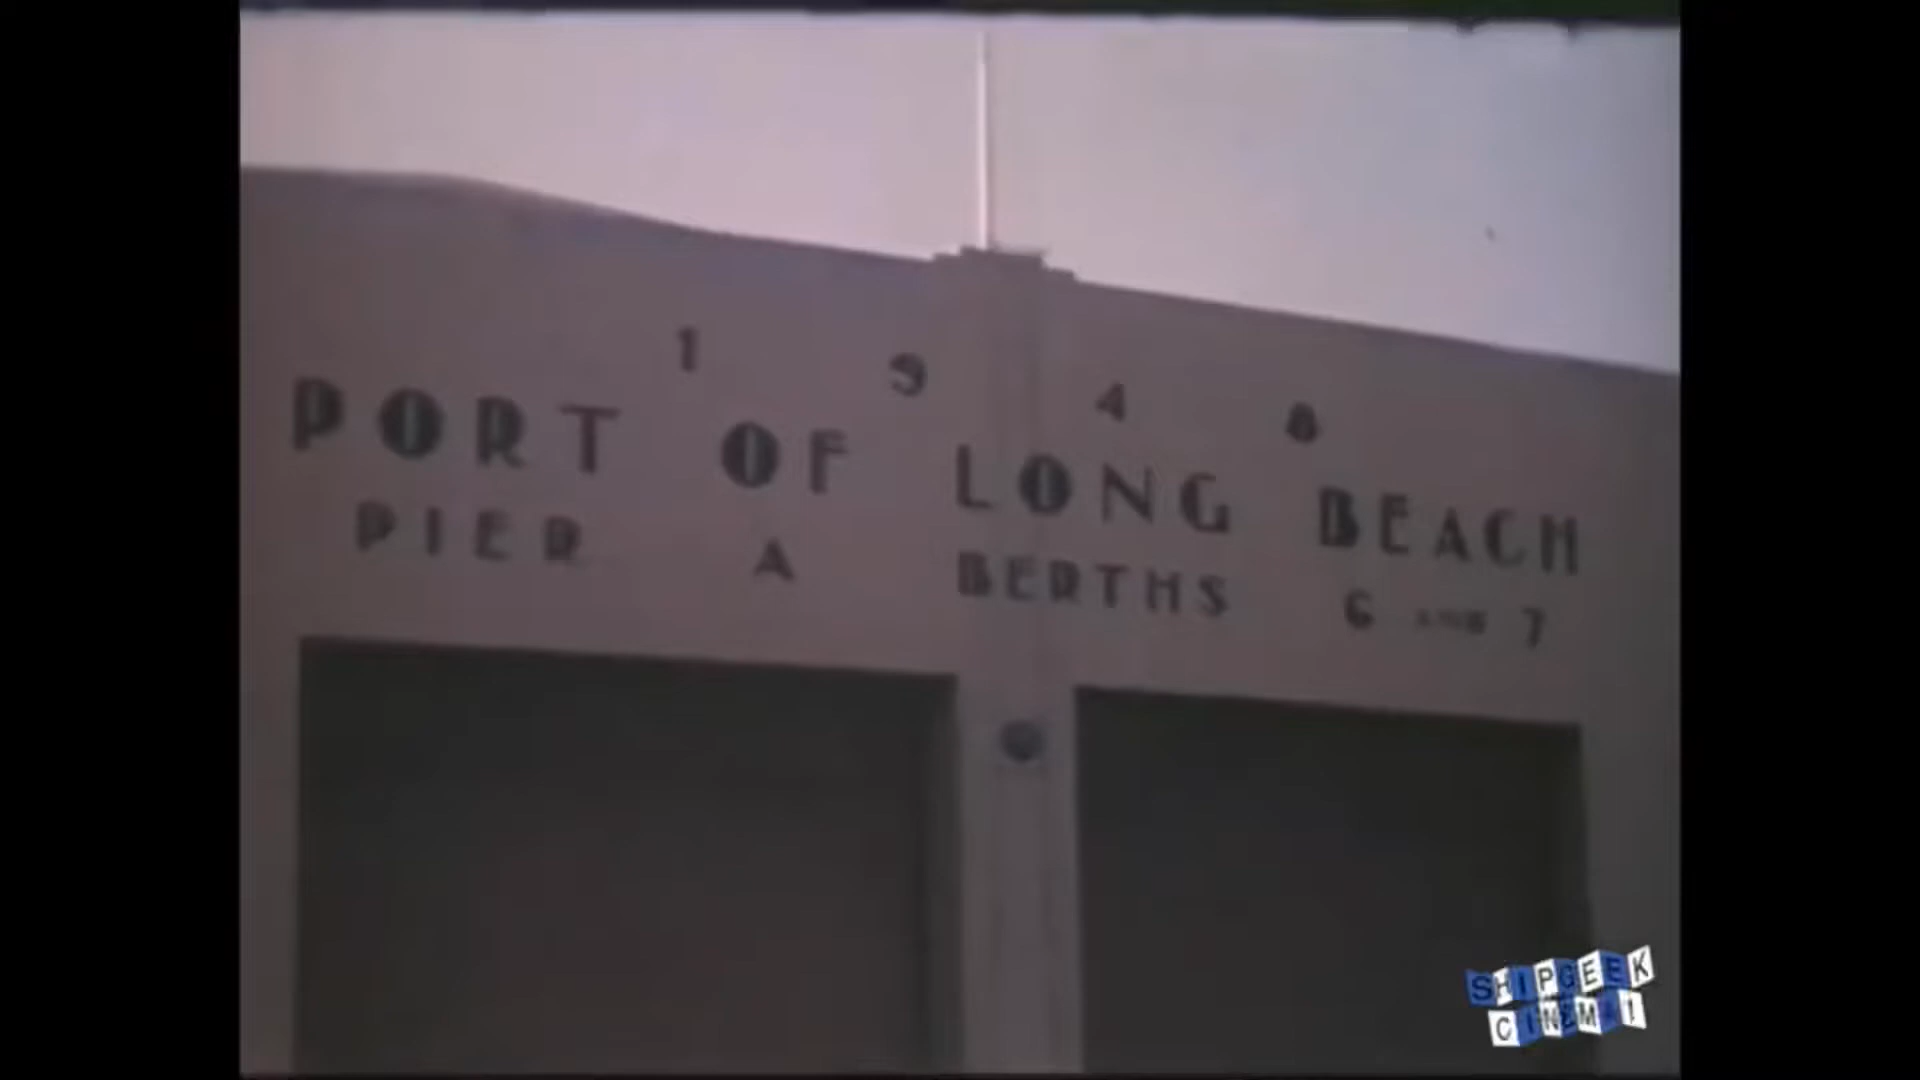 1 9 4 8
PORT OF LONG BEACH
PIER A BERTHS 6 AND 7
SHIPGEEK
CINEMA!